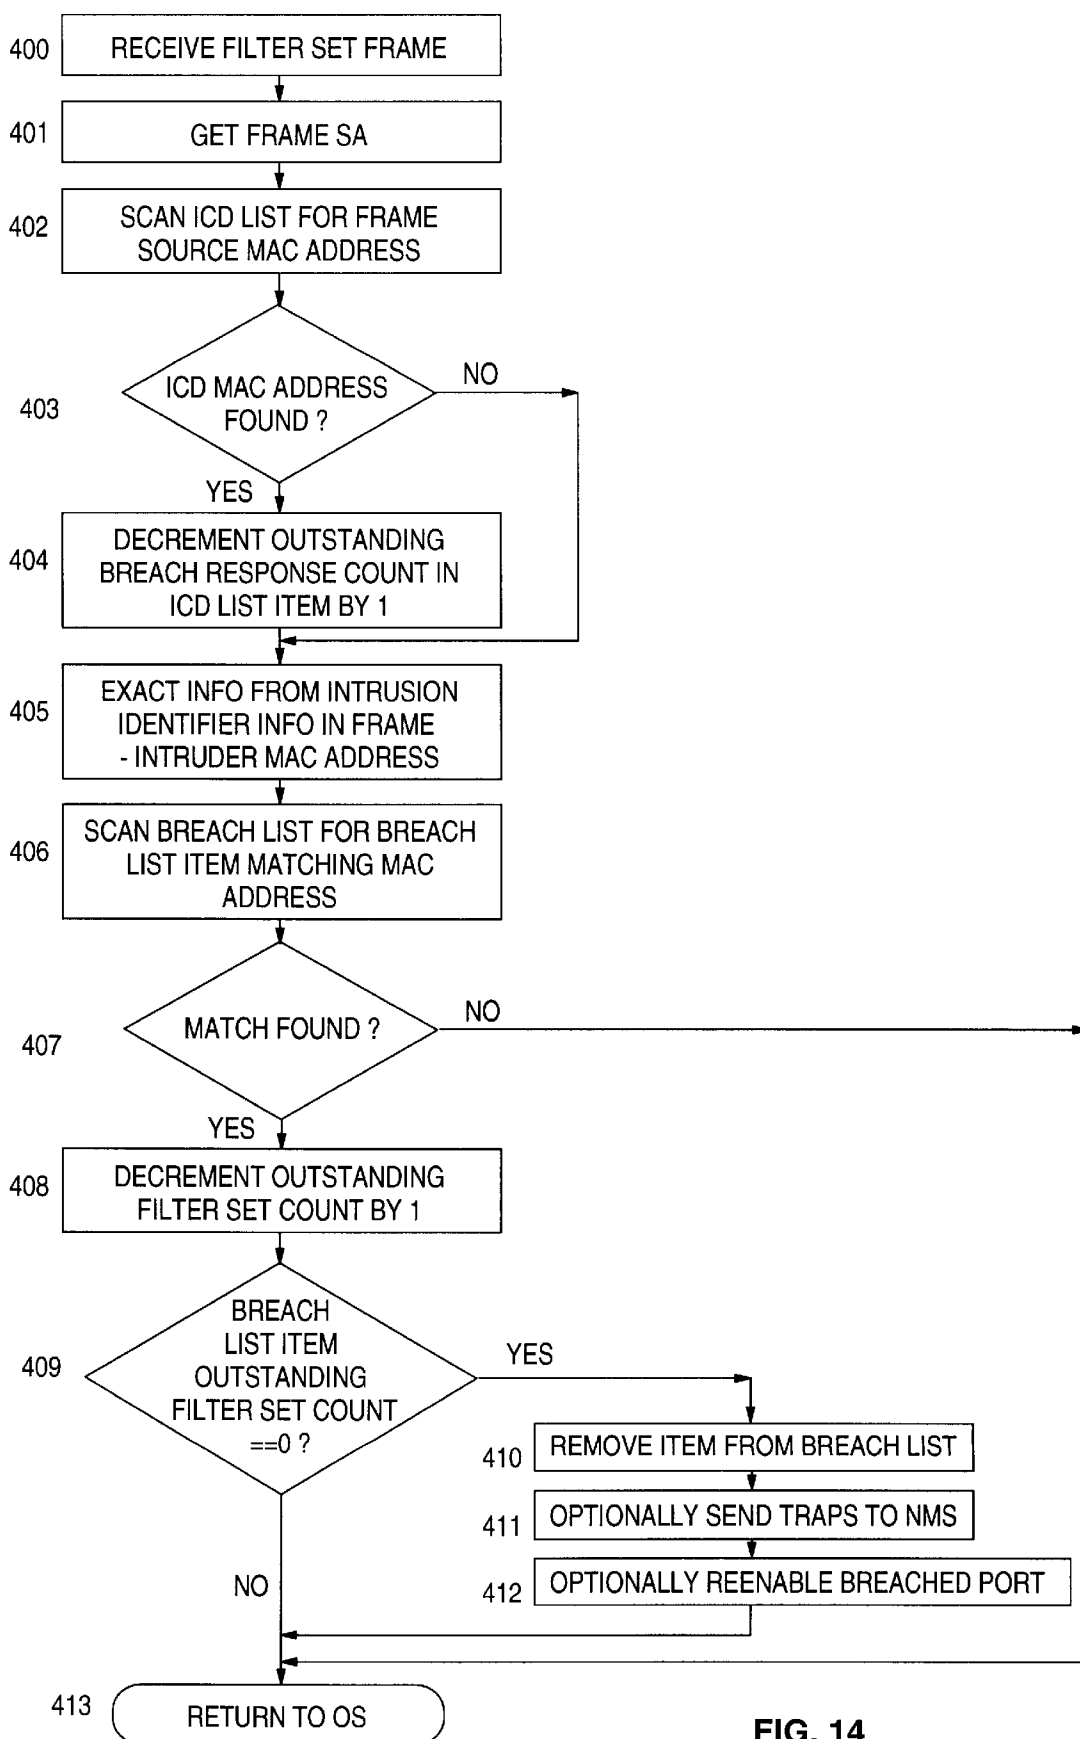 400
RECEIVE FILTER SET FRAME
401
GET FRAME SA
402
SCAN ICD LIST FOR FRAME
SOURCE MAC ADDRESS
403
ICD MAC ADDRESS
FOUND ?
NO
YES
404
DECREMENT OUTSTANDING
BREACH RESPONSE COUNT IN
ICD LIST ITEM BY 1
405
EXACT INFO FROM INTRUSION
IDENTIFIER INFO IN FRAME
- INTRUDER MAC ADDRESS
406
SCAN BREACH LIST FOR BREACH
LIST ITEM MATCHING MAC
ADDRESS
407
MATCH FOUND ?
NO
YES
408
DECREMENT OUTSTANDING
FILTER SET COUNT BY 1
409
BREACH
LIST ITEM
OUTSTANDING
FILTER SET COUNT
==0 ?
YES
410
REMOVE ITEM FROM BREACH LIST
411
OPTIONALLY SEND TRAPS TO NMS
412
OPTIONALLY REENABLE BREACHED PORT
NO
413
RETURN TO OS
FIG. 14